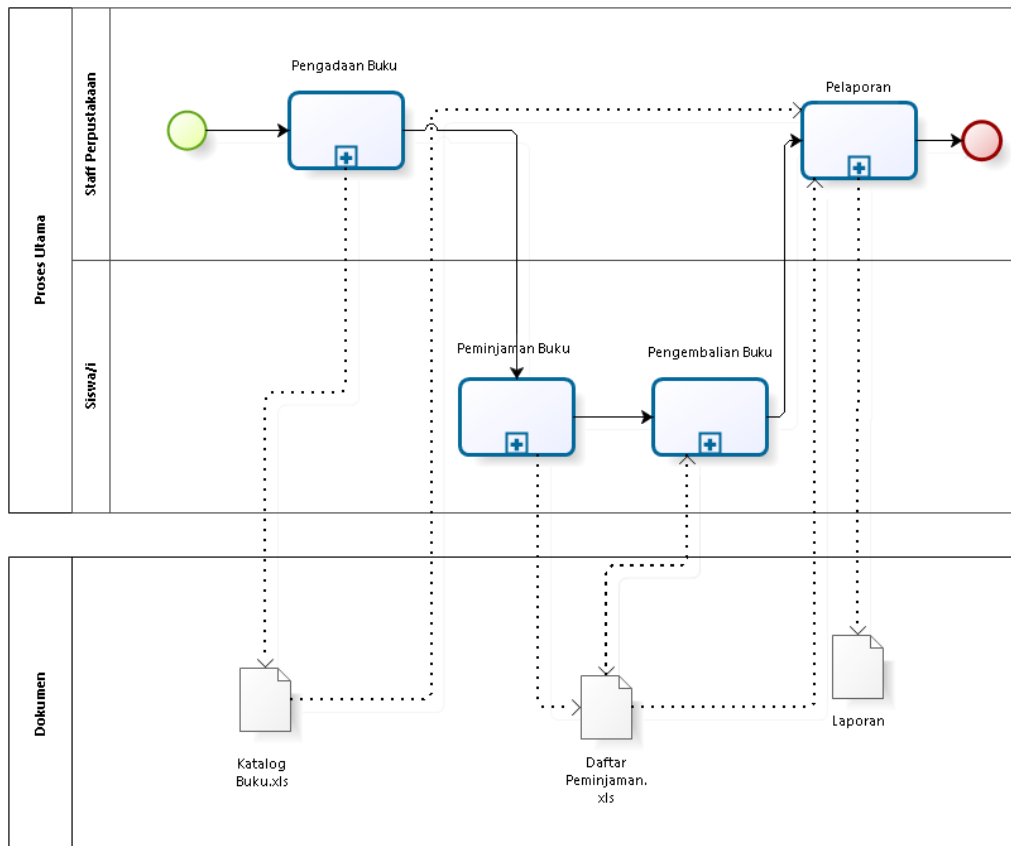 Proses Utama
Staff Perpustakaan
Pengadaan Buku
Pelaporan
Siswa/i
Peminjaman Buku
Pengembalian Buku
Dokumen
Katalog
Buku.xls
Daftar
Peminjaman.
xls
Laporan